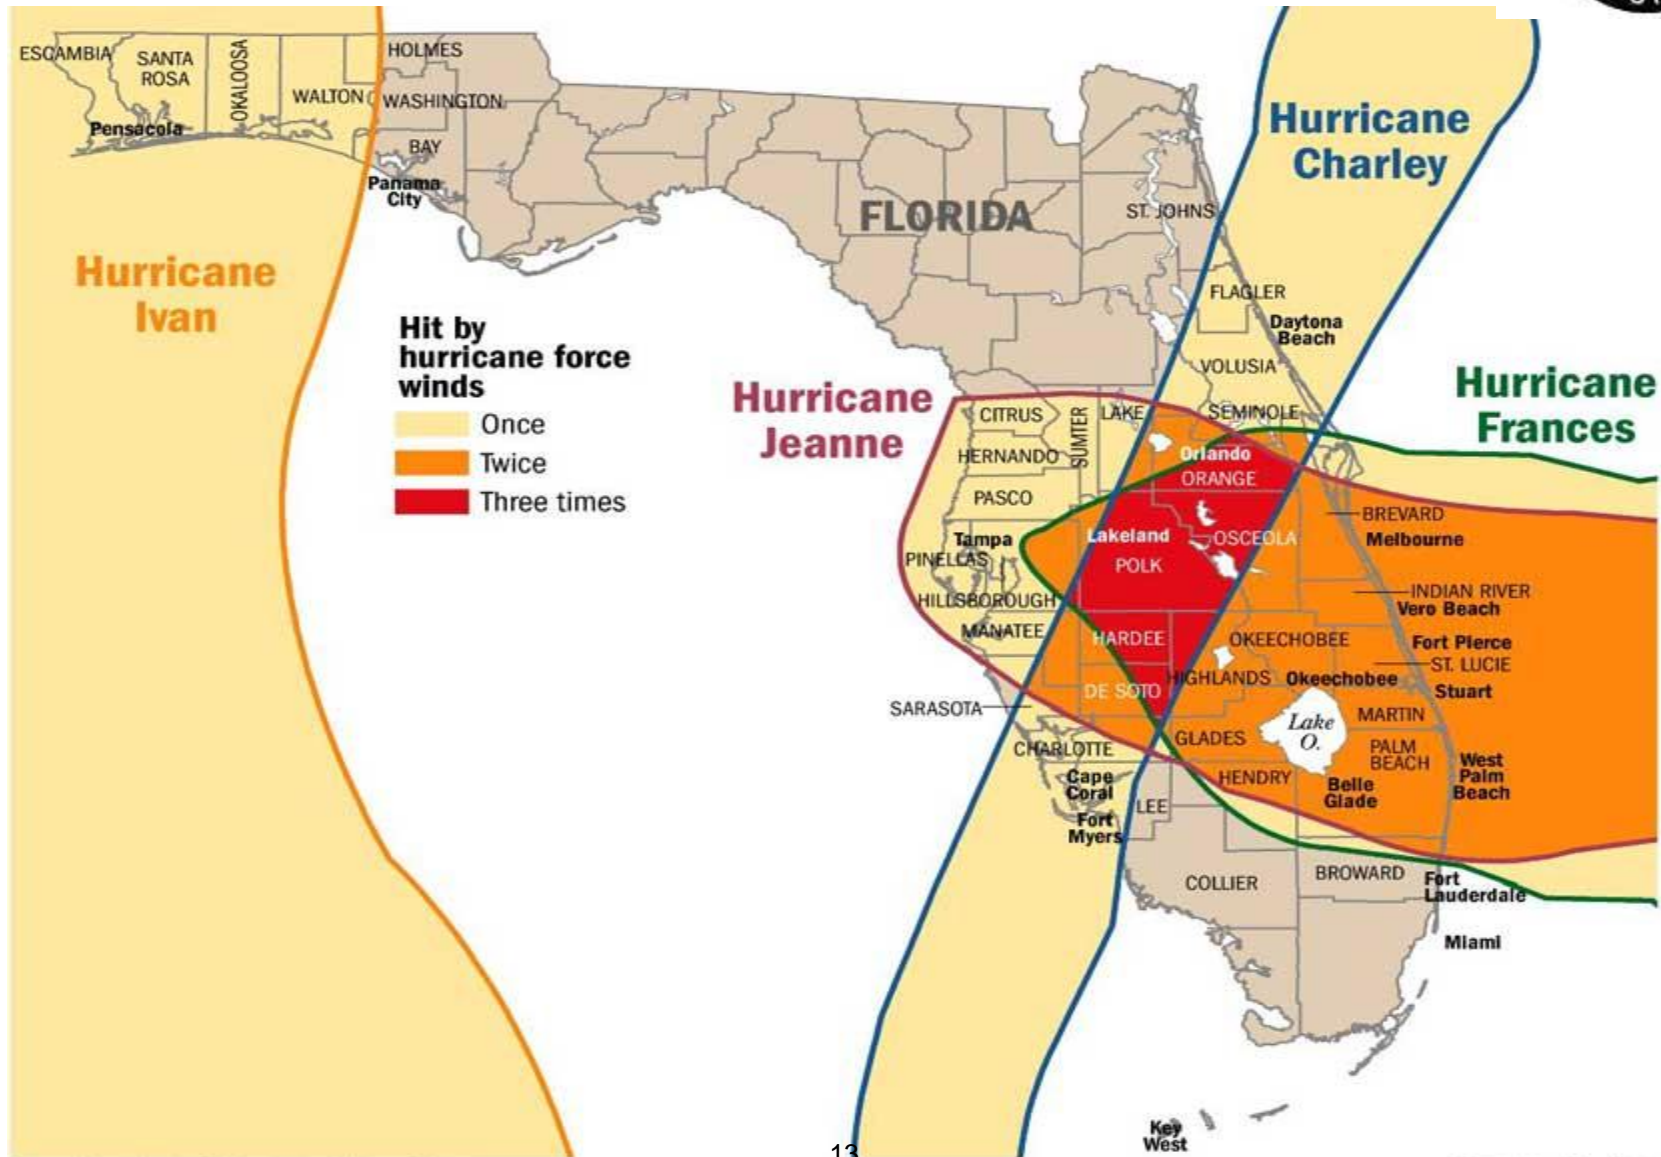 ESCAMBIA
SANTA
ROSA
OKALOOSA
WALTON
HOLMES
WASHINGTON
BAY
Pensacola
Panama
City
Hurricane
Ivan
Hit by
hurricane force
winds
Once
Twice
Three times
FLORIDA
Hurricane
Charley
ST. JOHNS
FLAGLER
Daytona
Beach
VOLUSIA
Hurricane
Jeanne
Hurricane
Frances
CITRUS
SUMTER
LAKE
SEMINOLE
HERNANDO
Orlando
ORANGE
PASCO
BREVARD
Melbourne
Tampa
Lakeland
OSCEOLA
PINELLAS
POLK
INDIAN RIVER
Vero Beach
HILLSBOROUGH
MANATEE
HARDEE
OKEECHOBEE
Fort Pierce
ST. LUCIE
DE SOTO
HIGHLANDS
Okeechobee
Stuart
SARASOTA
Lake
O.
MARTIN
CHARLOTTE
GLADES
PALM
BEACH
West
Palm
Beach
Cape
Coral
HENDRY
Belle
Glade
LEE
Fort
Myers
COLLIER
BROWARD
Fort
Lauderdale
Miami
Key
West
13